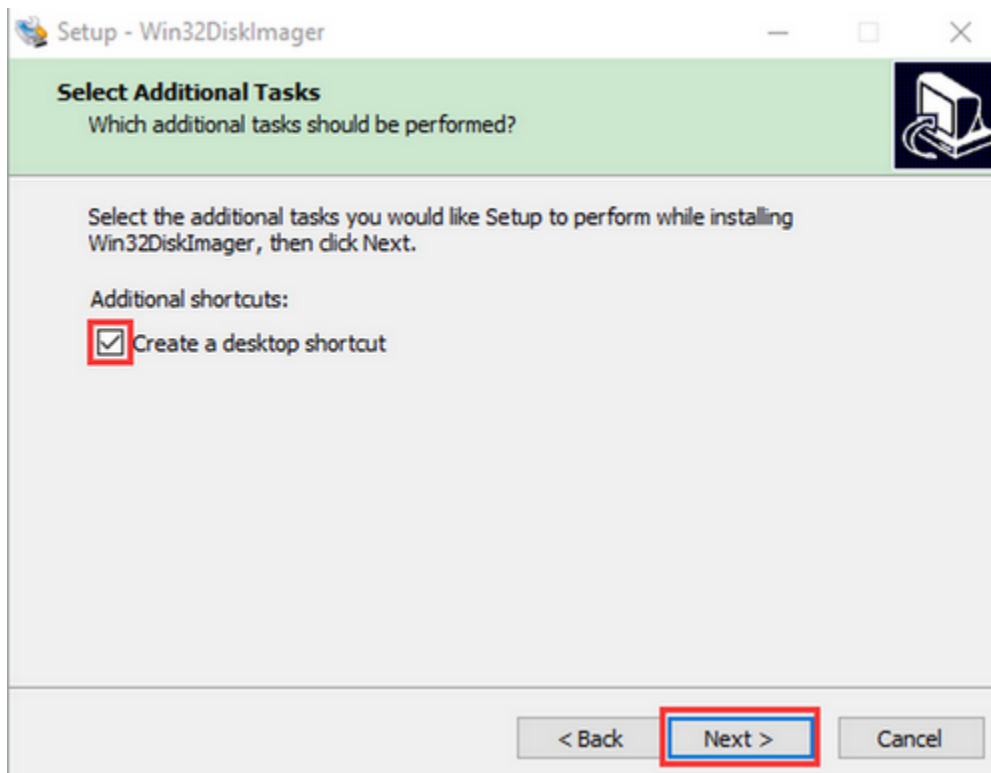 Setup - Win32DiskImager
Select Additional Tasks
Which additional tasks should be performed?
Select the additional tasks you would like Setup to perform while installing
Win32DiskImager, then click Next.
Additional shortcuts:
Create a desktop shortcut
< Back
Next >
Cancel